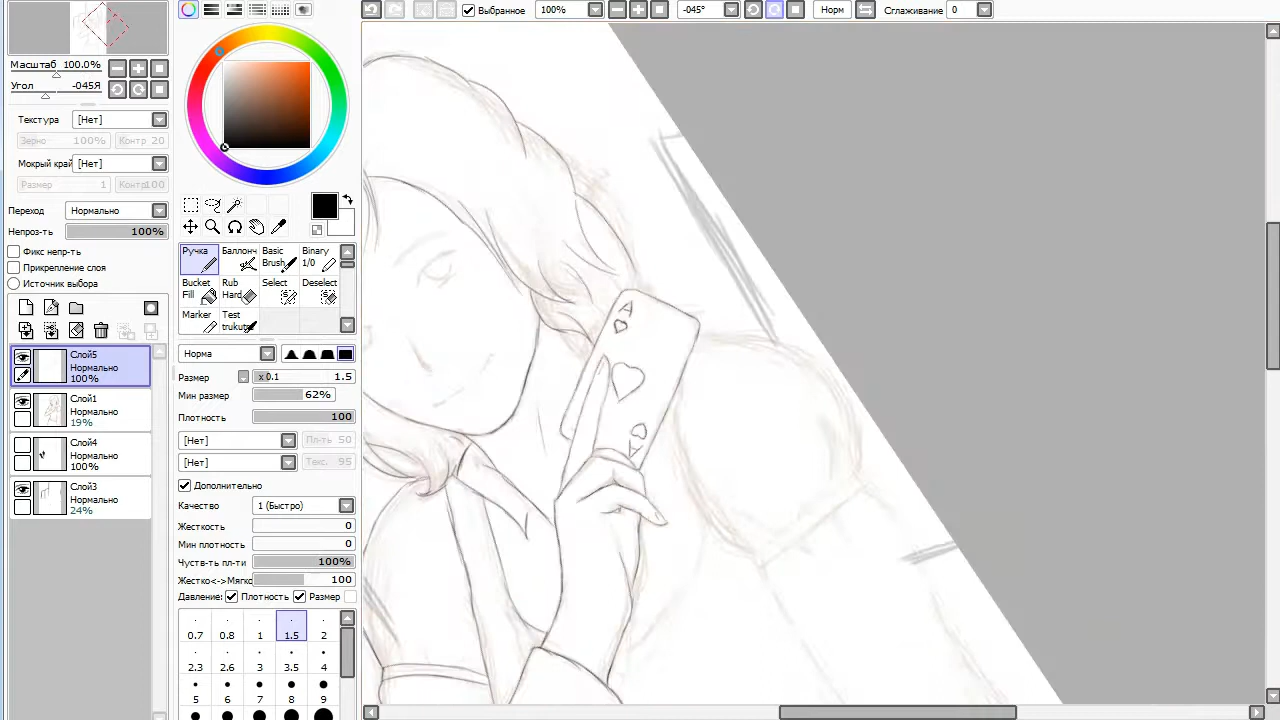 Выбранное 100% -045° Норм Сглаживание 0
Масштаб 100.0%
Угол -045Я
Текстура [Нет]
Зерно 100% Контр 20
Мокрый край [Нет]
Размер 1 Контр 100
Переход Нормально
Непроз-ть 100%
Фикс непр-ть
Прикрепление слоя
Источник выбора
Слой5
Нормально
100%
Слой1
Нормально
19%
Слой4
Нормально
Слой3
Нормально
24%
Ручка Баллонч Basic Brush Binary 1/0
Bucket Fill Rub Hard Select Deselect
Marker Test trukuta
Норма
Размер x 0.1 1.5
Мин размер 62%
Плотность 100
[Нет] Пл-ть 50
[Нет] Текс. 95
Дополнительно
Качество 1 (Быстро)
Жесткость 0
Мин плотность 0
Чуств-ть пл-ти 100%
Жестко<->Мягко 100
Давление: Плотность Размер
0.7 0.8 1 1.5 2
2.3 2.6 3 3.5 4
5 6 7 8 9
A
A